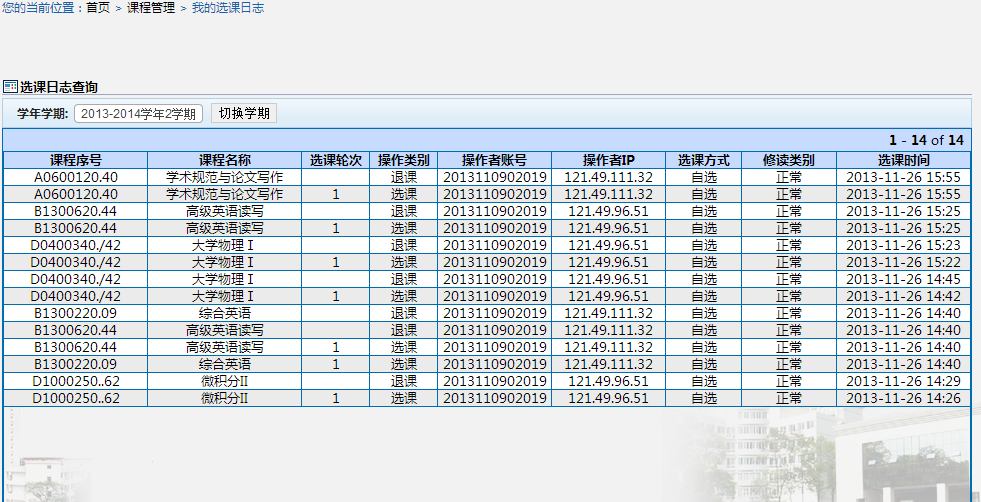 您的当前位置：首页 > 课程管理 > 我的选课日志
选课日志查询
学年学期: 2013-2014学年2学期 切换学期
1 - 14 of 14
课程序号 课程名称 选课轮次 操作类别 操作者账号 操作者IP 选课方式 修读类别 选课时间
A0600120.40 学术规范与论文写作 退课 2013110902019 121.49.111.32 自选 正常 2013-11-26 15:55
A0600120.40 学术规范与论文写作 1 选课 2013110902019 121.49.111.32 自选 正常 2013-11-26 15:55
B1300620.44 高级英语读写 退课 2013110902019 121.49.96.51 自选 正常 2013-11-26 15:25
B1300620.44 高级英语读写 1 选课 2013110902019 121.49.96.51 自选 正常 2013-11-26 15:25
D0400340./42 大学物理 I 退课 2013110902019 121.49.96.51 自选 正常 2013-11-26 15:23
D0400340./42 大学物理 I 1 选课 2013110902019 121.49.96.51 自选 正常 2013-11-26 15:22
D0400340./42 大学物理 I 退课 2013110902019 121.49.96.51 自选 正常 2013-11-26 14:45
D0400340./42 大学物理 I 1 选课 2013110902019 121.49.96.51 自选 正常 2013-11-26 14:42
B1300220.09 综合英语 退课 2013110902019 121.49.111.32 自选 正常 2013-11-26 14:40
B1300620.44 高级英语读写 退课 2013110902019 121.49.111.32 自选 正常 2013-11-26 14:40
B1300620.44 高级英语读写 1 选课 2013110902019 121.49.111.32 自选 正常 2013-11-26 14:40
B1300220.09 综合英语 1 选课 2013110902019 121.49.111.32 自选 正常 2013-11-26 14:40
D1000250..62 微积分II 退课 2013110902019 121.49.96.51 自选 正常 2013-11-26 14:29
D1000250..62 微积分II 1 选课 2013110902019 121.49.96.51 自选 正常 2013-11-26 14:26